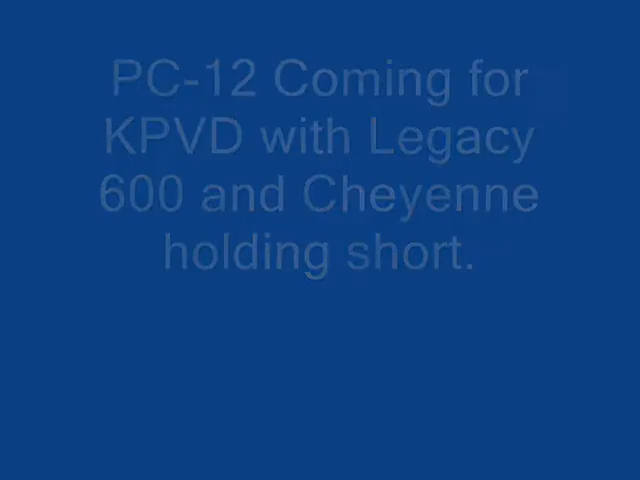 PC-12 Coming for
KPVD with Legacy
600 and Cheyenne
holding short.